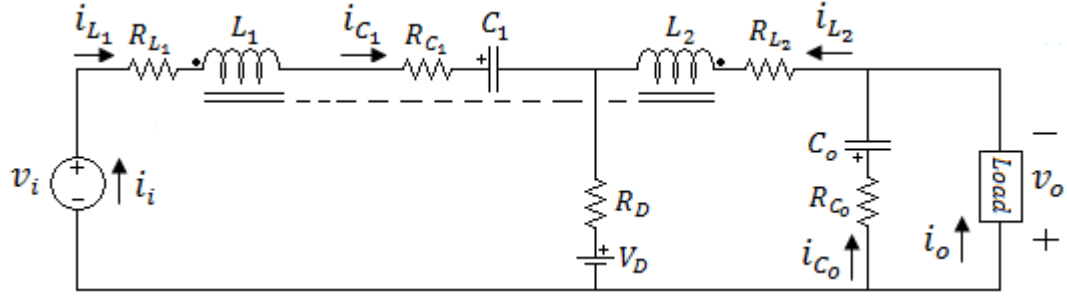 i_{L_1} R_{L_1} L_1 i_{C_1} R_{C_1} + C_1 L_2 R_{L_2} i_{L_2}
v_i + − i_i
R_D
+ V_D
C_o +
R_{C_o}
i_{C_o}
i_o
Load
− v_o +